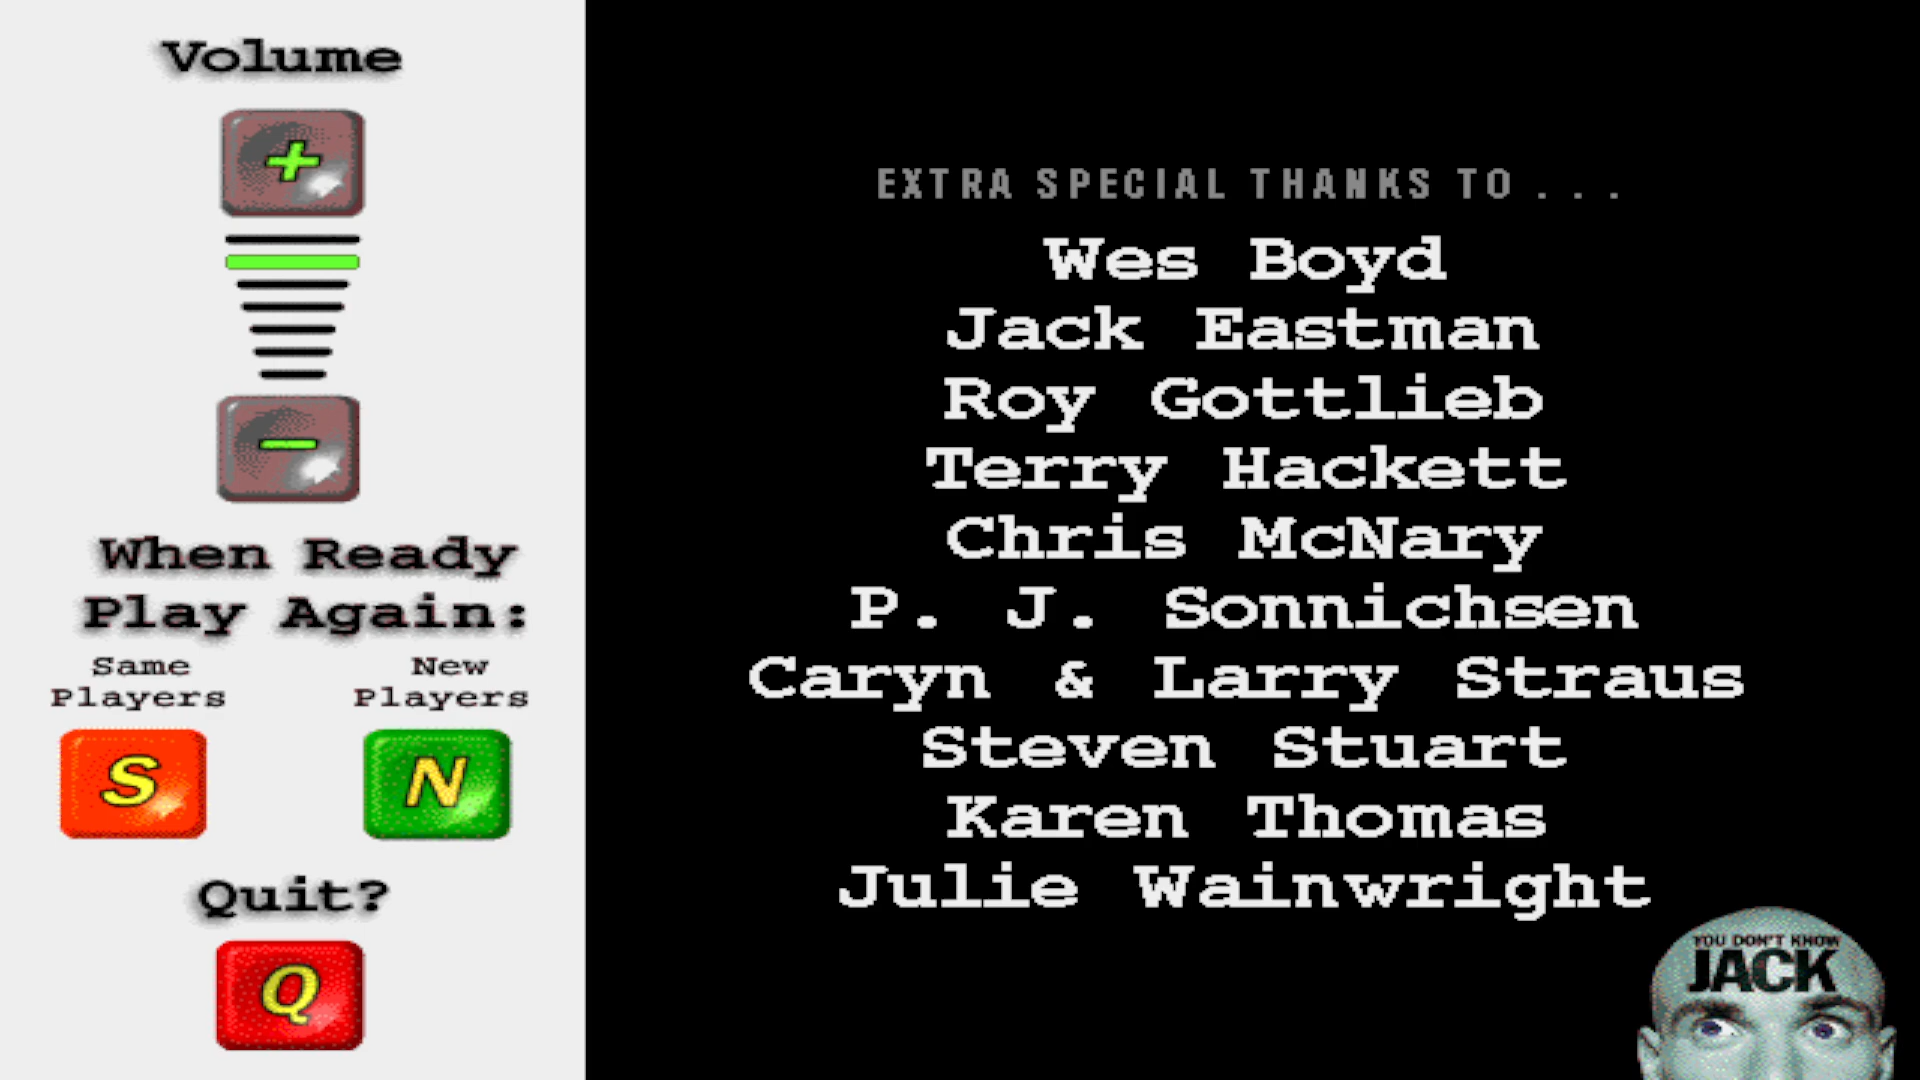 Volume
+
-
When Ready
Play Again:
Same Players
New Players
S
N
Quit?
Q
EXTRA SPECIAL THANKS TO . . .
Wes Boyd
Jack Eastman
Roy Gottlieb
Terry Hackett
Chris McNary
P. J. Sonnichsen
Caryn & Larry Straus
Steven Stuart
Karen Thomas
Julie Wainwright
YOU DON'T KNOW
JACK